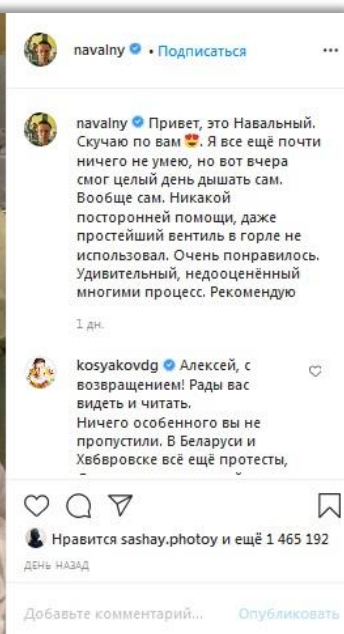 navalny • Подписаться
navalny Привет, это Навальный.
Скучаю по вам😍. Я все ещё почти
ничего не умею, но вот вчера
смог целый день дышать сам.
Вообще сам. Никакой
посторонней помощи, даже
простейший вентиль в горле не
использовал. Очень понравилось.
Удивительный, недооценённый
многими процесс. Рекомендую
1 дн.
kosyakovdg Алексей, с
возвращением! Рады вас
видеть и читать.
Ничего особенного вы не
пропустили. В Беларуси и
Хвбвровске всё ещё протесты,
Нравится sashay.photoy и ещё 1 465 192
ДЕНЬ НАЗАД
Добавьте комментарий... Опубликовать